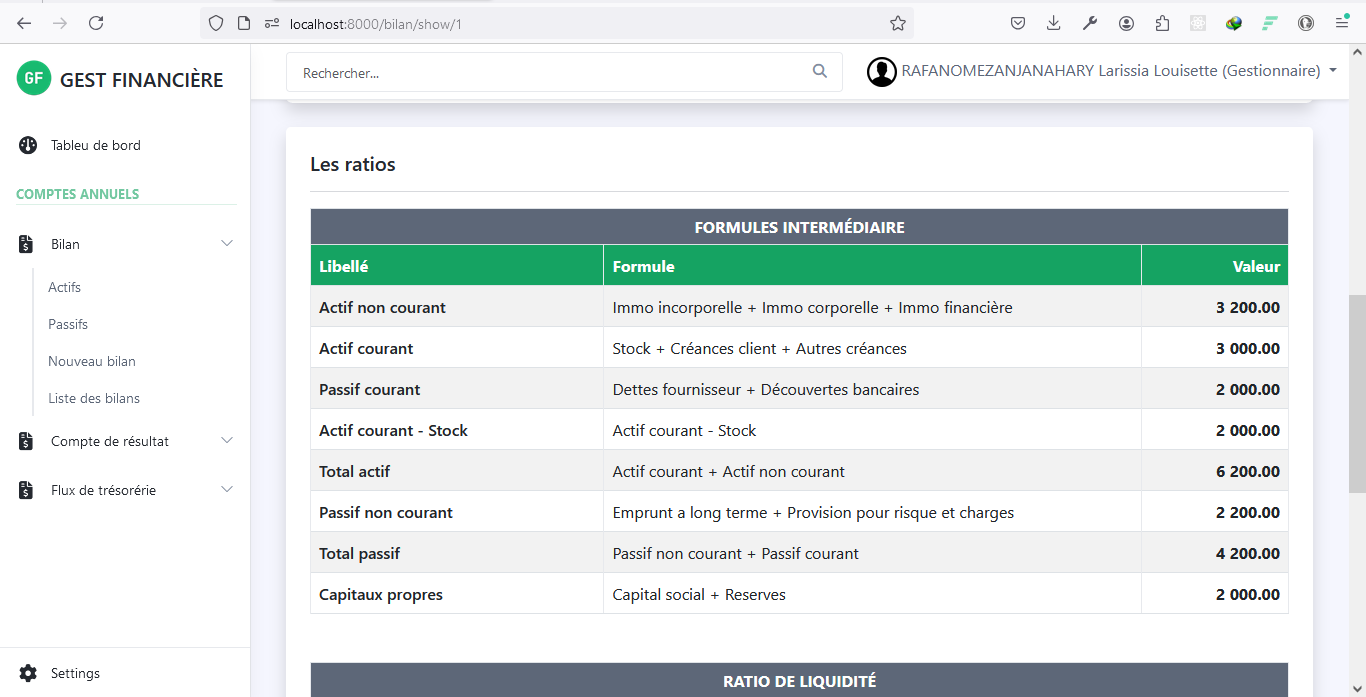 localhost:8000/bilan/show/1
GF GEST FINANCIÈRE
Rechercher...
RAFANOMEZANJANAHARY Larissia Louisette (Gestionnaire)
Tableu de bord
COMPTES ANNUELS
Bilan
Actifs
Passifs
Nouveau bilan
Liste des bilans
Compte de résultat
Flux de trésorérie
Settings
Les ratios
FORMULES INTERMÉDIAIRE
Libellé Formule Valeur
Actif non courant Immo incorporelle + Immo corporelle + Immo financière 3 200.00
Actif courant Stock + Créances client + Autres créances 3 000.00
Passif courant Dettes fournisseur + Découvertes bancaires 2 000.00
Actif courant - Stock Actif courant - Stock 2 000.00
Total actif Actif courant + Actif non courant 6 200.00
Passif non courant Emprunt a long terme + Provision pour risque et charges 2 200.00
Total passif Passif non courant + Passif courant 4 200.00
Capitaux propres Capital social + Reserves 2 000.00
RATIO DE LIQUIDITÉ